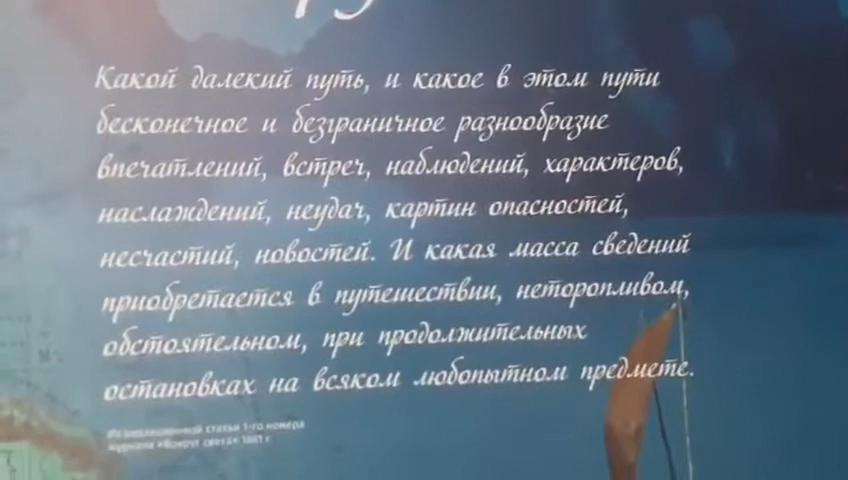 Какой далекий путь, и какое в этом пути
бесконечное и безграничное разнообразие
впечатлений, встреч, наблюдений, характеров,
наслаждений, неудач, картин опасностей,
несчастий, новостей. И какая масса сведений
приобретается в путешествии, неторопливом,
обстоятельном, при продолжительных
остановках на всяком любопытном предмете.
Из редакционной статьи 1-го номера
журнала «Вокруг света» 1861 г.